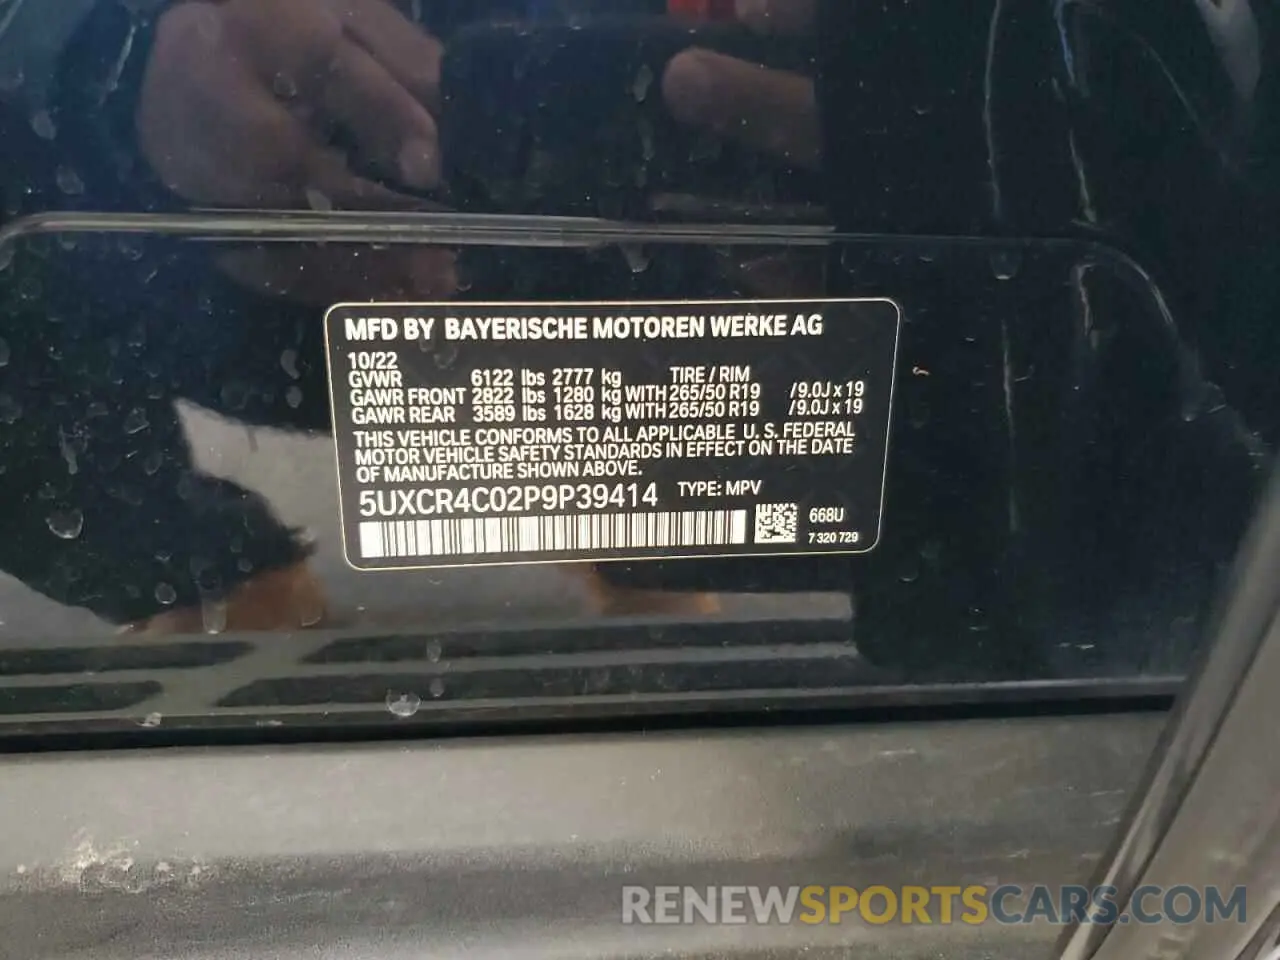 MFD BY BAYERISCHE MOTOREN WERKE AG
10/22
GVWR 6122 lbs 2777 kg TIRE / RIM
GAWR FRONT 2822 lbs 1280 kg WITH 265/50 R19 /9.0J x 19
GAWR REAR 3589 lbs 1628 kg WITH 265/50 R19 /9.0J x 19
THIS VEHICLE CONFORMS TO ALL APPLICABLE U. S. FEDERAL
MOTOR VEHICLE SAFETY STANDARDS IN EFFECT ON THE DATE
OF MANUFACTURE SHOWN ABOVE.
5UXCR4C02P9P39414 TYPE: MPV
668U
7 320 729
RENEWSPORTSCARS.COM